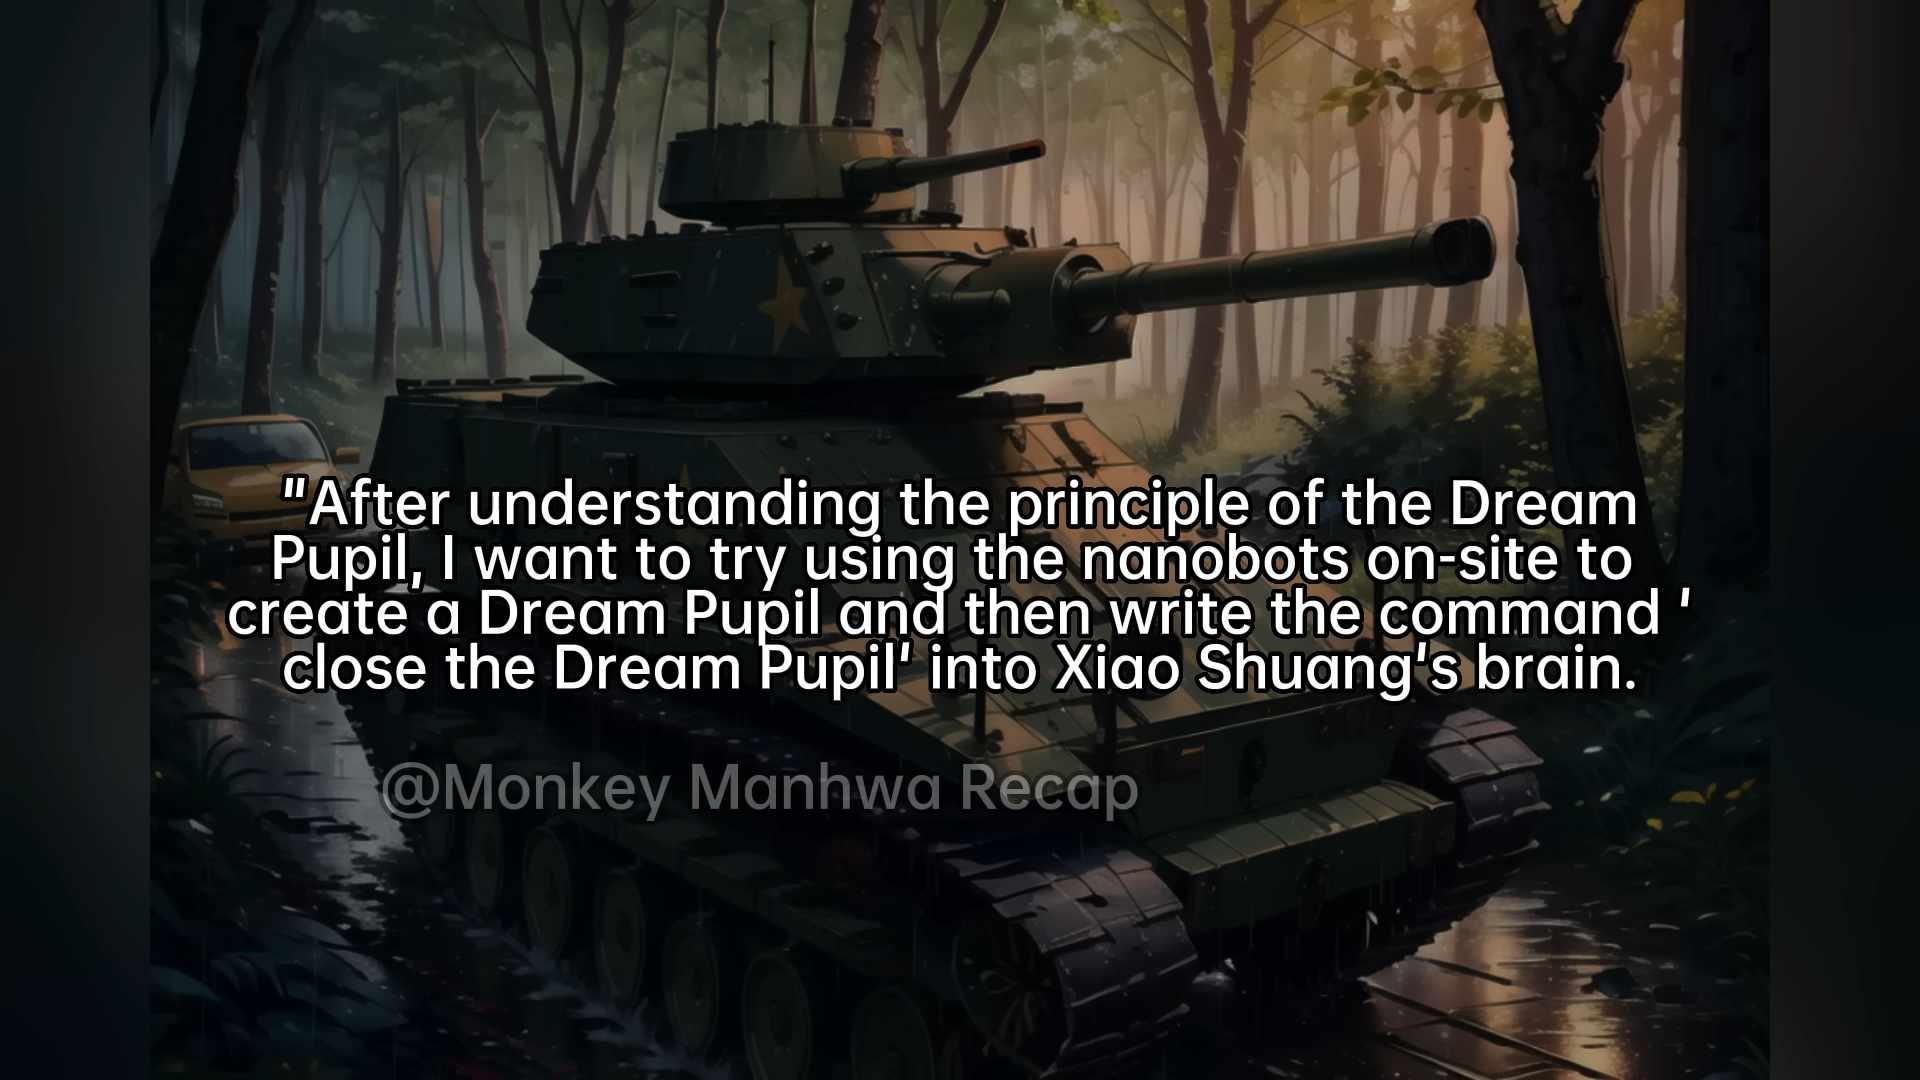 "After understanding the principle of the Dream
Pupil, I want to try using the nanobots on-site to
create a Dream Pupil and then write the command '
close the Dream Pupil' into Xiao Shuang's brain.
@Monkey Manhwa Recap